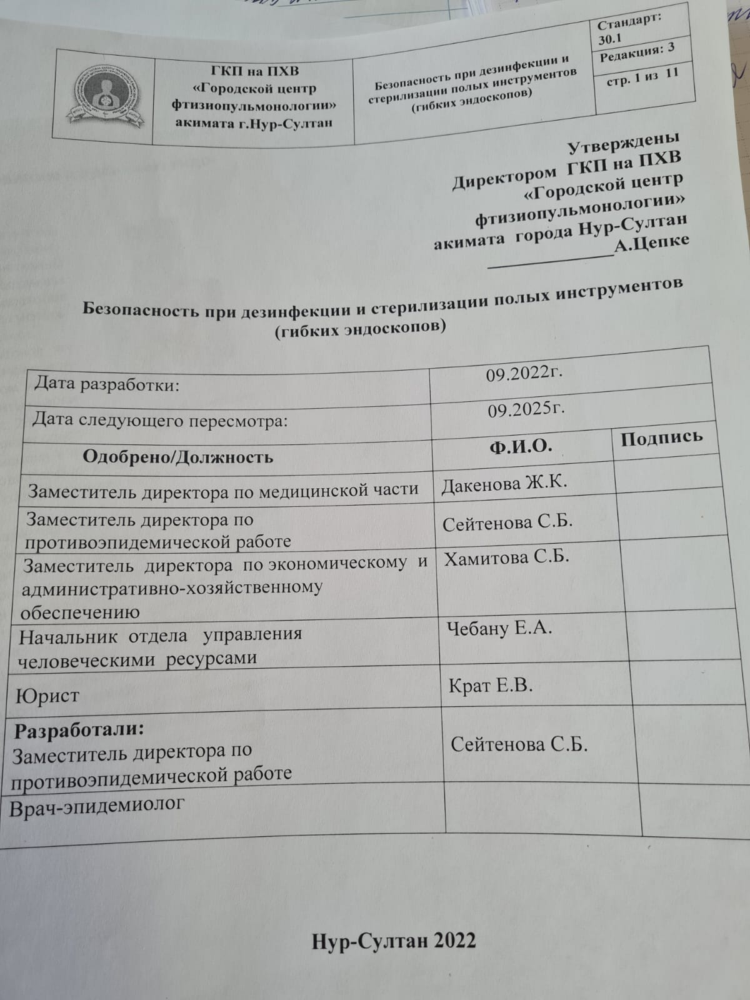 ГКП на ПХВ
«Городской центр
фтизиопульмонологии»
акимата г.Нур-Султан
Безопасность при дезинфекции и
стерилизации полых инструментов
(гибких эндоскопов)
Стандарт:
30.1
Редакция: 3
стр. 1 из 11
Утверждены
Директором ГКП на ПХВ
«Городской центр
фтизиопульмонологии»
акимата города Нур-Султан
______________А.Цепке
Безопасность при дезинфекции и стерилизации полых инструментов
(гибких эндоскопов)
Дата разработки: 09.2022г.
Дата следующего пересмотра: 09.2025г.
Одобрено/Должность Ф.И.О. Подпись
Заместитель директора по медицинской части Дакенова Ж.К.
Заместитель директора по
противоэпидемической работе
Сейтенова С.Б.
Заместитель директора по экономическому и
административно-хозяйственному
обеспечению
Хамитова С.Б.
Начальник отдела управления
человеческими ресурсами
Чебану Е.А.
Юрист Крат Е.В.
Разработали:
Заместитель директора по
противоэпидемической работе
Сейтенова С.Б.
Врач-эпидемиолог
Нур-Султан 2022